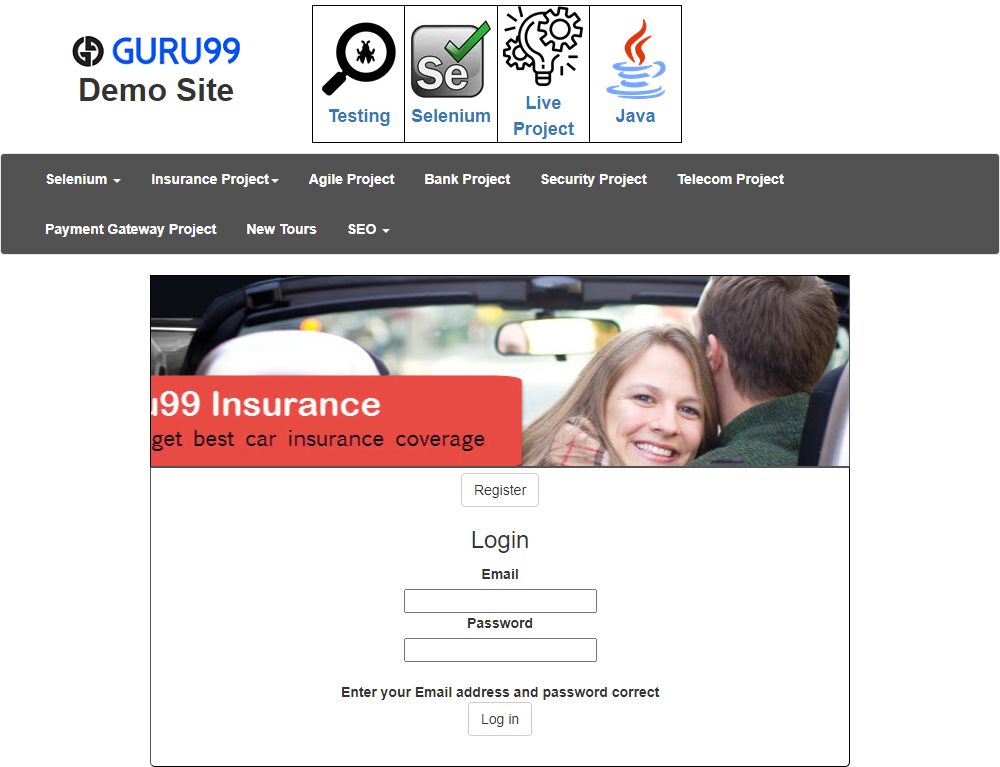 GURU99
Demo Site
Testing
Se
Selenium
Live
Project
Java
Selenium
Insurance Project
Agile Project
Bank Project
Security Project
Telecom Project
Payment Gateway Project
New Tours
SEO
u99 Insurance
get best car insurance coverage
Register
Login
Email
Password
Enter your Email address and password correct
Log in